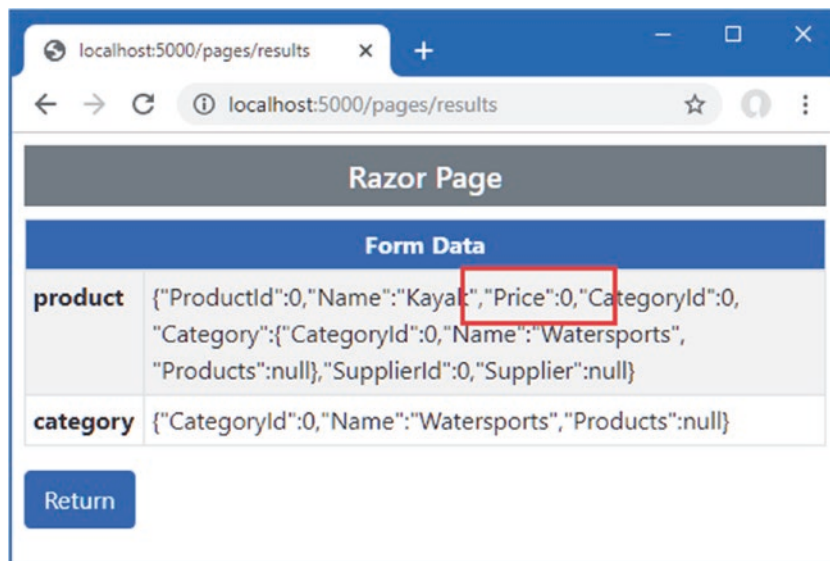 localhost:5000/pages/results
localhost:5000/pages/results
Razor Page
Form Data
product {"ProductId":0,"Name":"Kayak","Price":0,"CategoryId":0,
"Category":{"CategoryId":0,"Name":"Watersports",
"Products":null},"SupplierId":0,"Supplier":null}
category {"CategoryId":0,"Name":"Watersports","Products":null}
Return